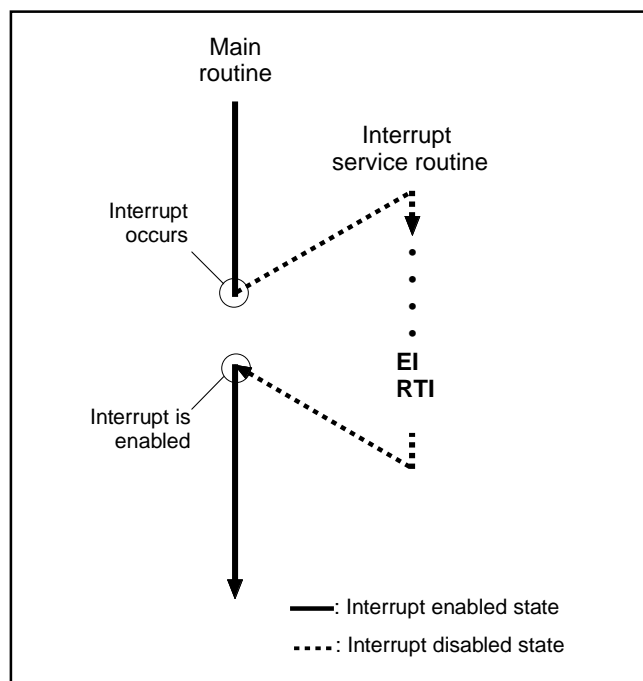 Main
routine
Interrupt
service routine
Interrupt
occurs
EI
RTI
Interrupt is
enabled
: Interrupt enabled state
: Interrupt disabled state